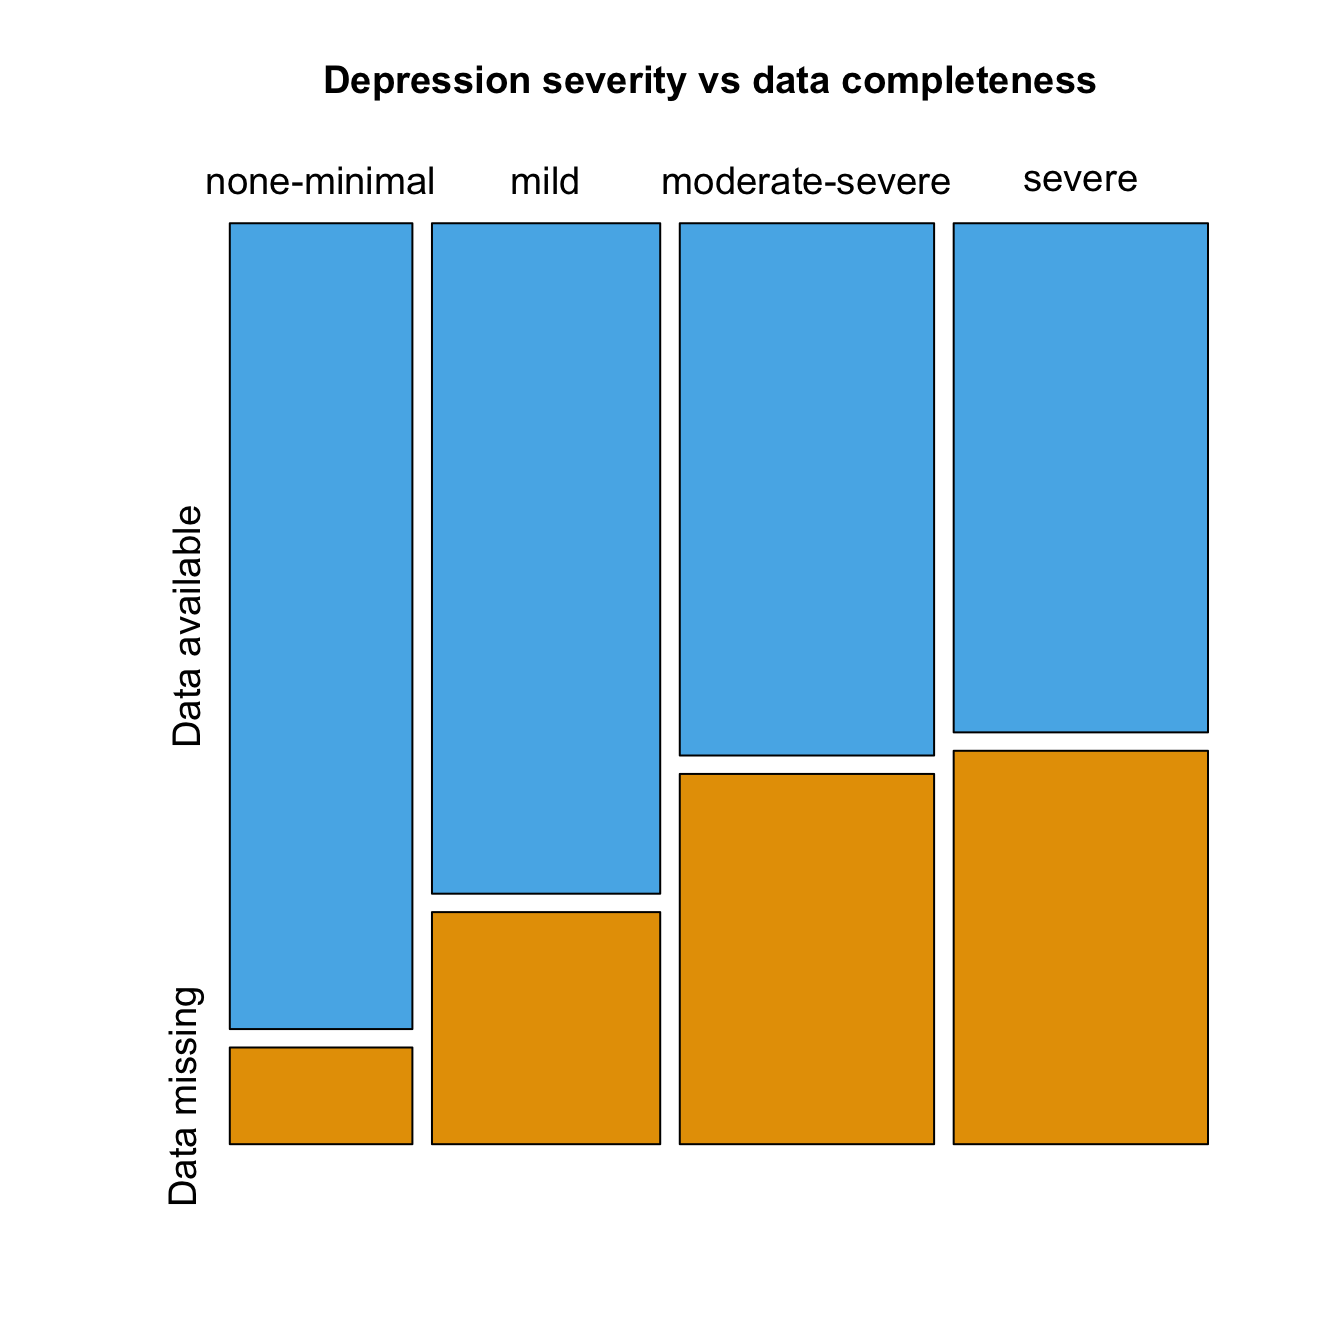 Depression severity vs data completeness
none-minimal
mild
moderate-severe
severe
Data available
Data missing